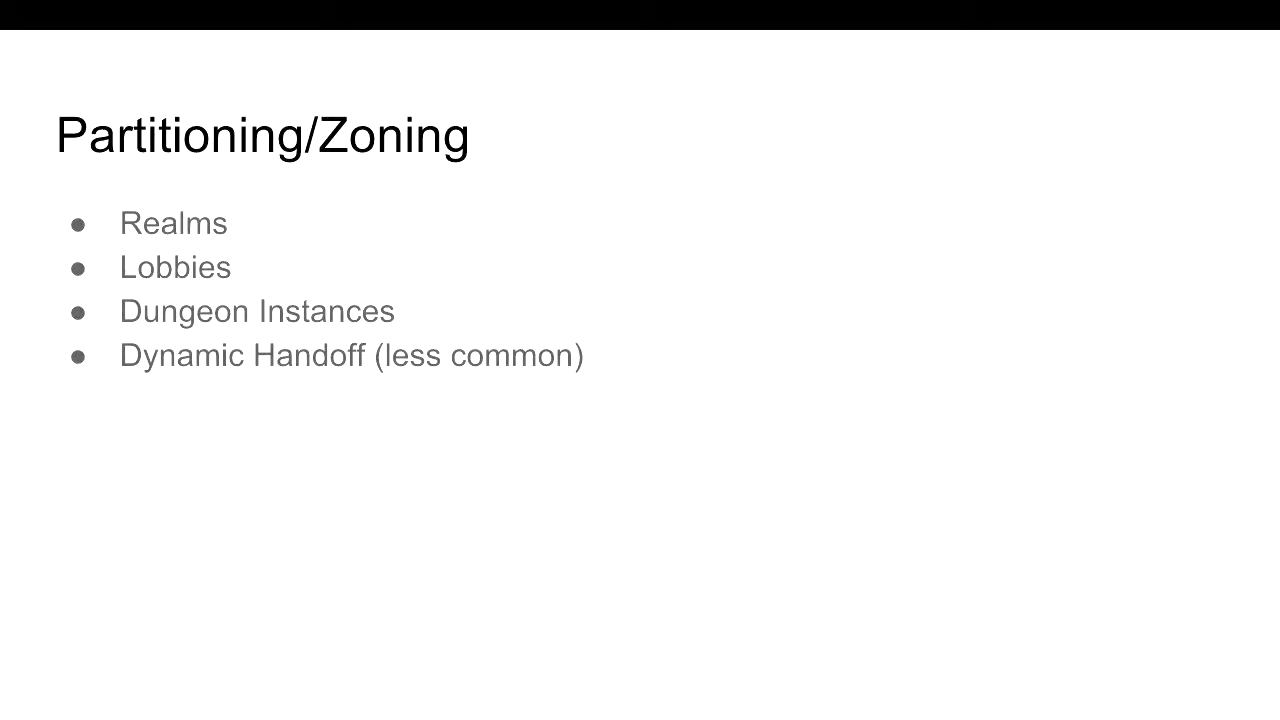 Partitioning/Zoning
● Realms
● Lobbies
● Dungeon Instances
● Dynamic Handoff (less common)